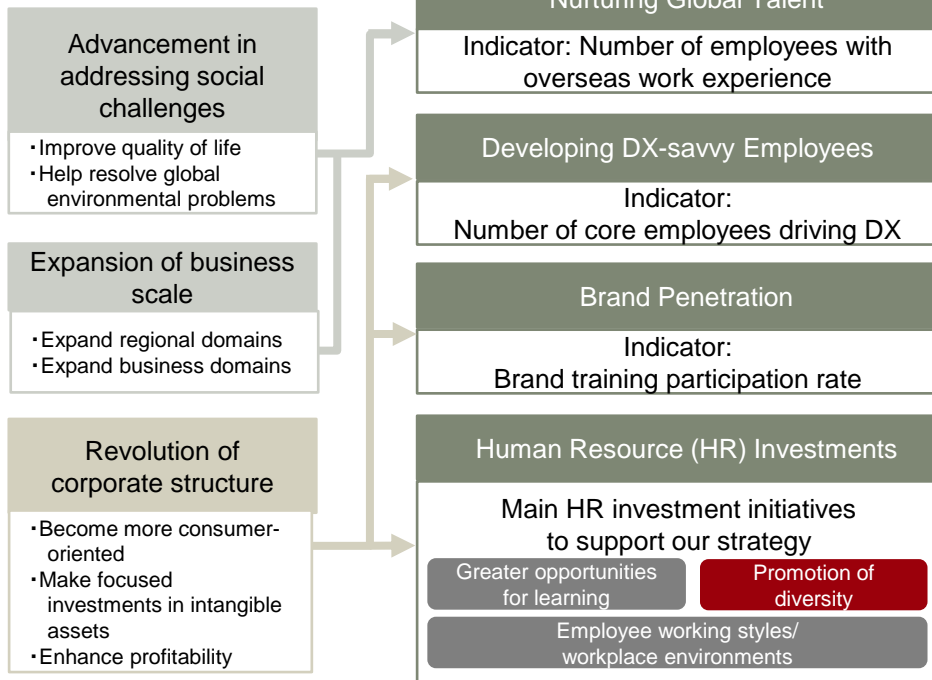 Nurturing Global Talent
Advancement in
addressing social
challenges
・Improve quality of life
・Help resolve global
environmental problems
Indicator: Number of employees with
overseas work experience
Developing DX-savvy Employees
Indicator:
Number of core employees driving DX
Expansion of business
scale
・Expand regional domains
・Expand business domains
Brand Penetration
Indicator:
Brand training participation rate
Revolution of
corporate structure
・Become more consumer-
oriented
・Make focused
investments in intangible
assets
・Enhance profitability
Human Resource (HR) Investments
Main HR investment initiatives
to support our strategy
Greater opportunities
for learning
Promotion of
diversity
Employee working styles/
workplace environments